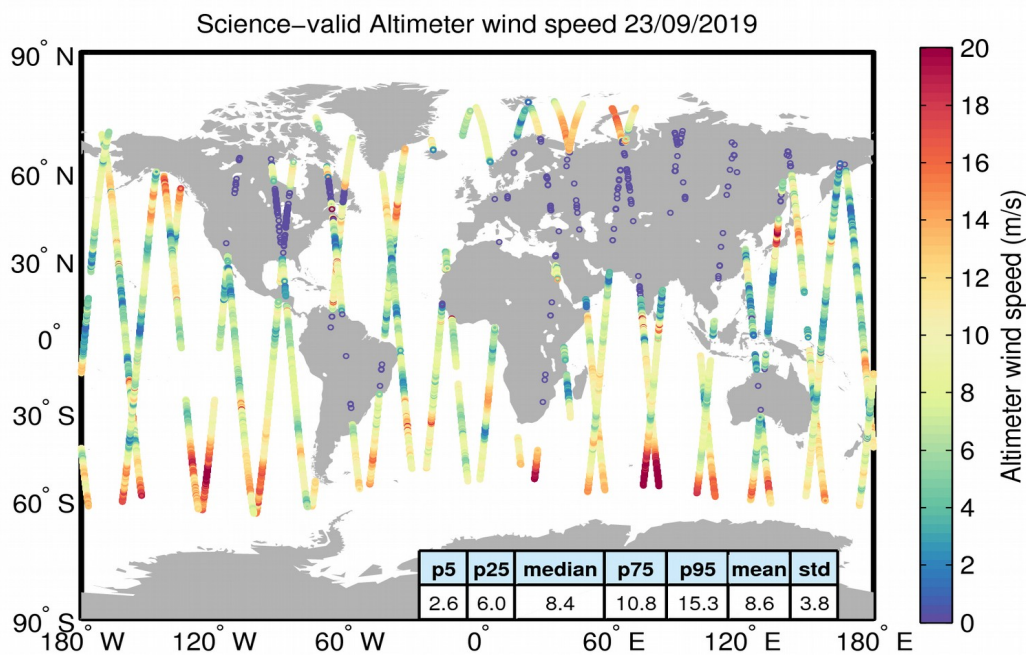 Science−valid Altimeter wind speed 23/09/2019
90° N
60° N
30° N
0°
30° S
60° S
90° S
180° W
120° W
60° W
0°
60° E
120° E
180° E
p5 p25 median p75 p95 mean std
2.6 6.0 8.4 10.8 15.3 8.6 3.8
20
18
16
14
12
10
8
6
4
2
0
Altimeter wind speed (m/s)